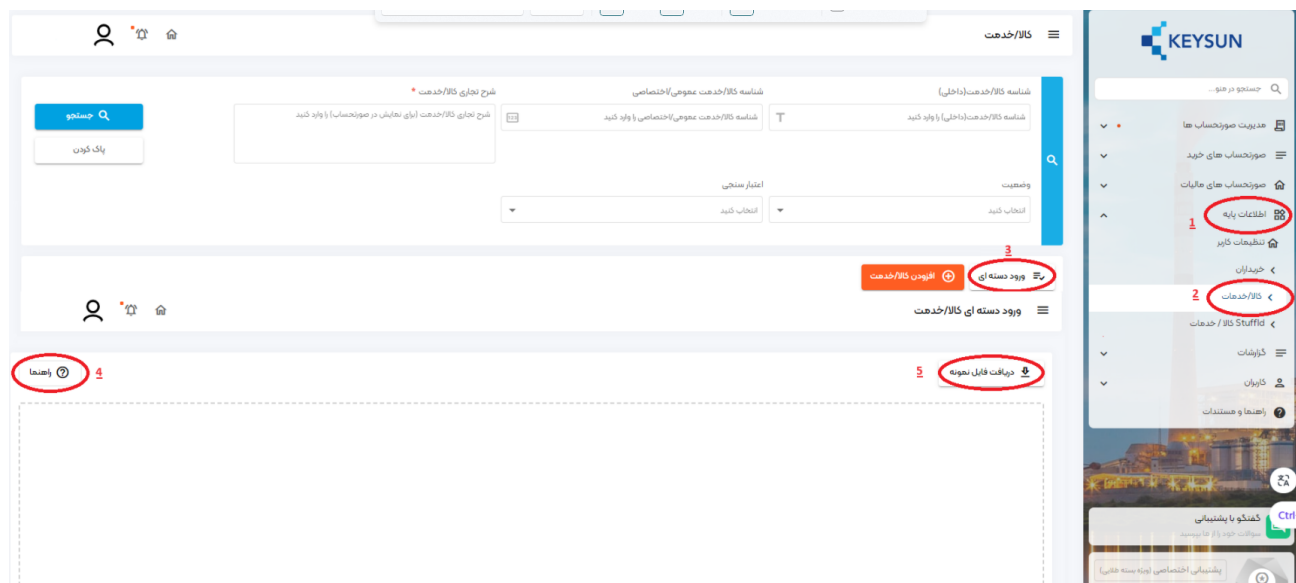 KEYSUN
جستجو در منو...
مدیریت صورتحساب ها
صورتحساب های خرید
صورتحساب های مالیات
اطلاعات پایه
1
تنظیمات کاربر
خریداران
کالا/خدمات
2
Stuffid کالا / خدمات
گزارشات
کاربران
راهنما و مستندات
گفتگو با پشتیبانی
سوالات خود را از ما بپرسید
پشتیبانی اختصاصی (ویژه بسته طلایی)
Ctrl
کالا/خدمت
شناسه کالا/خدمت(داخلی)
شناسه کالا/خدمت عمومی/اختصاصی
شرح تجاری کالا/خدمت *
شناسه کالا/خدمت(داخلی) را وارد کنید
شناسه کالا/خدمت عمومی/اختصاصی را وارد کنید
شرح تجاری کالا/خدمت (برای نمایش در صورتحساب) را وارد کنید
جستجو
پاک کردن
وضعیت
اعتبار سنجی
انتخاب کنید
انتخاب کنید
3
ورود دسته ای
افزودن کالا/خدمت
ورود دسته ای کالا/خدمت
دریافت فایل نمونه
5
4
راهنما